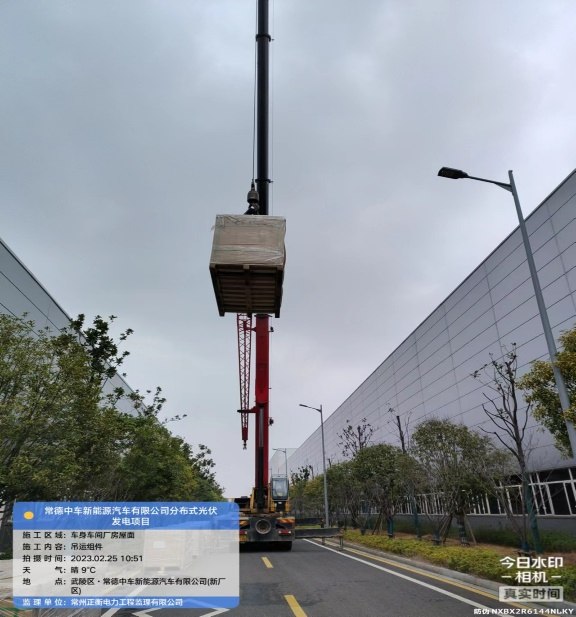 常德中车新能源汽车有限公司分布式光伏
发电项目
施工区域：车身车间厂房屋面
施工内容：吊运组件
拍摄时间：2023.02.25 10:51
天 气：晴 9℃
地 点：武陵区·常德中车新能源汽车有限公司(新厂
区)
监理单位：常州正衡电力工程监理有限公司
今日水印
-相机-
真实时间
防伪 NXBX2R6144NLKY